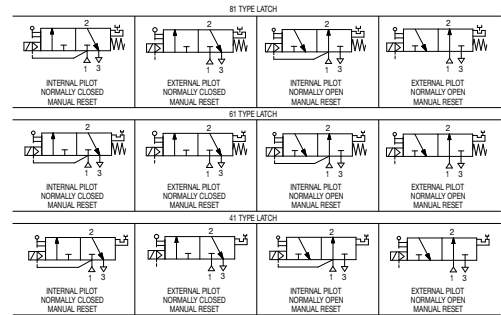 81 TYPE LATCH
2 2 2 2
1 3 1 3 1 3 1 3
INTERNAL PILOT EXTERNAL PILOT INTERNAL PILOT EXTERNAL PILOT
NORMALLY CLOSED NORMALLY CLOSED NORMALLY OPEN NORMALLY OPEN
MANUAL RESET MANUAL RESET MANUAL RESET MANUAL RESET
61 TYPE LATCH
2 2 2 2
1 3 1 3 1 3 1 3
INTERNAL PILOT EXTERNAL PILOT INTERNAL PILOT EXTERNAL PILOT
NORMALLY CLOSED NORMALLY CLOSED NORMALLY OPEN NORMALLY OPEN
MANUAL RESET MANUAL RESET MANUAL RESET MANUAL RESET
41 TYPE LATCH
2 2 2 2
1 3 1 3 1 3 1 3
INTERNAL PILOT EXTERNAL PILOT INTERNAL PILOT EXTERNAL PILOT
NORMALLY CLOSED NORMALLY CLOSED NORMALLY OPEN NORMALLY OPEN
MANUAL RESET MANUAL RESET MANUAL RESET MANUAL RESET